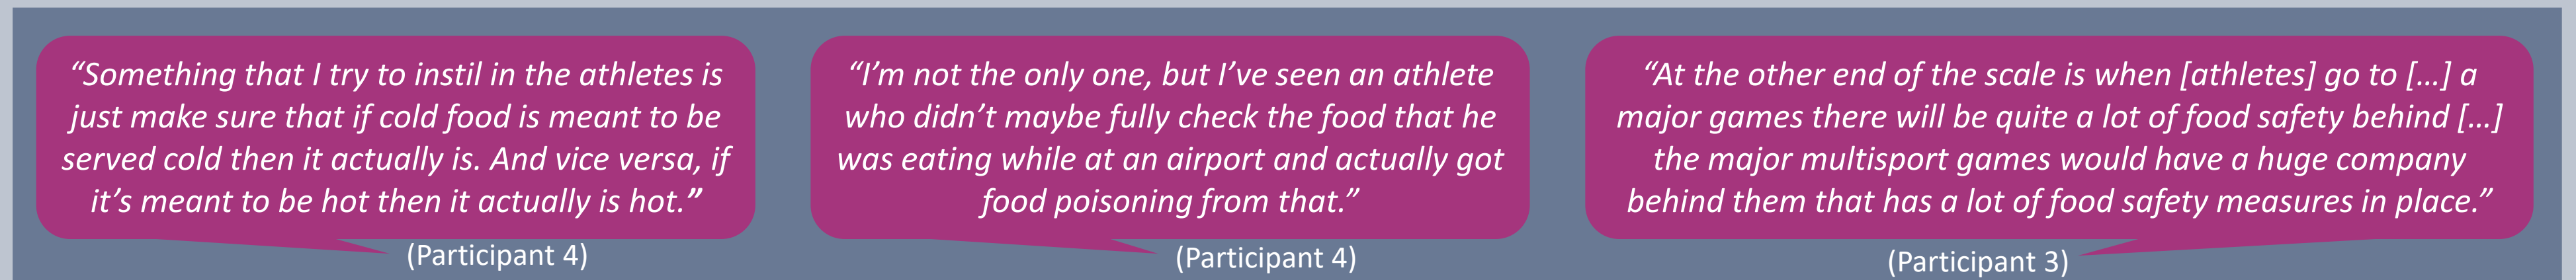 “Something that I try to instil in the athletes is
just make sure that if cold food is meant to be
served cold then it actually is. And vice versa, if
it’s meant to be hot then it actually is hot.”
(Participant 4)
“I’m not the only one, but I’ve seen an athlete
who didn’t maybe fully check the food that he
was eating while at an airport and actually got
food poisoning from that.”
(Participant 4)
“At the other end of the scale is when [athletes] go to […] a
major games there will be quite a lot of food safety behind […]
the major multisport games would have a huge company
behind them that has a lot of food safety measures in place.”
(Participant 3)